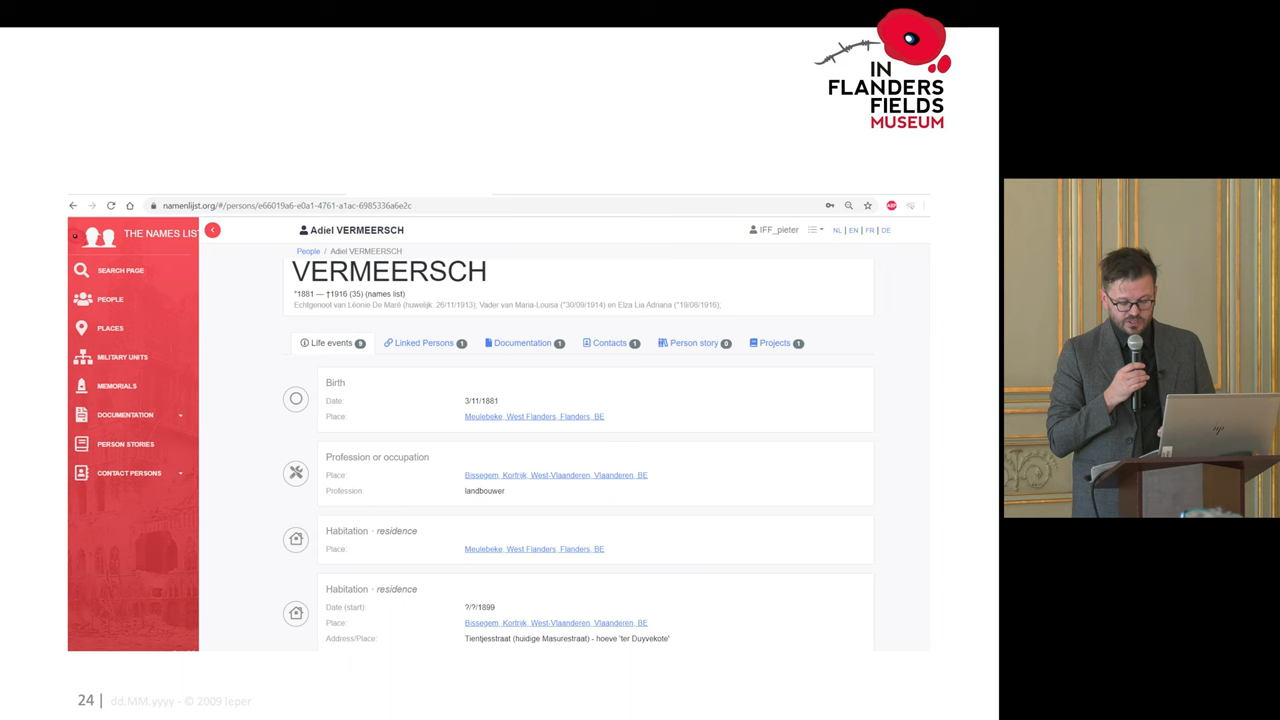 IN
FLANDERS
FIELDS
MUSEUM
namenlijst.org/#/persons/e66019a6-e0a1-4761-a1ac-6985336a6e2c
ABP
THE NAMES LIS
Adiel VERMEERSCH
IFF_pieter
NL | EN | FR | DE
People / Adiel VERMEERSCH
SEARCH PAGE
PEOPLE
PLACES
MILITARY UNITS
MEMORIALS
DOCUMENTATION
PERSON STORIES
CONTACT PERSONS
VERMEERSCH
°1881 — †1916 (35) (names list)
Echtgenoot van Léonie De Maré (huwelijk: 26/11/1913); Vader van Maria-Louisa (°30/09/1914) en Elza Lia Adriana (°19/08/1916);
Life events 9 Linked Persons 1 Documentation 1 Contacts 1 Person story 0 Projects 1
Birth
Date: 3/11/1881
Place: Meulebeke, West Flanders, Flanders, BE
Profession or occupation
Place: Bissegem, Kortrijk, West-Vlaanderen, Vlaanderen, BE
Profession: landbouwer
Habitation · residence
Place: Meulebeke, West Flanders, Flanders, BE
Habitation · residence
Date (start): ?/?/1899
Place: Bissegem, Kortrijk, West-Vlaanderen, Vlaanderen, BE
Address/Place: Tientjesstraat (huidige Masurestraat) - hoeve 'ter Duyvekote'
24 | dd.MM.yyyy - © 2009 Ieper
hp